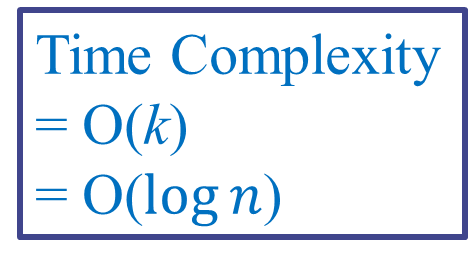 Time Complexity
= O(k)
= O(log n)